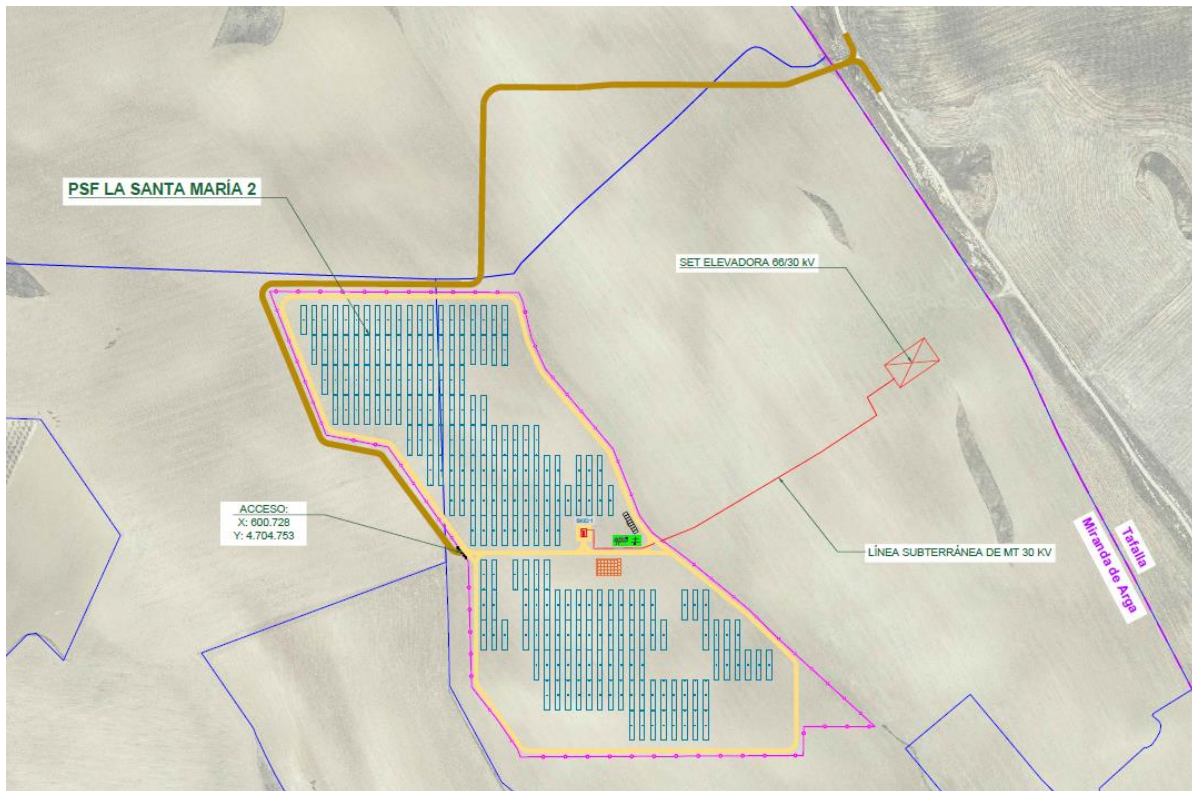 PSF LA SANTA MARÍA 2
SET ELEVADORA 66/30 kV
ACCESO:
X: 600.728
Y: 4.704.753
LÍNEA SUBTERRÁNEA DE MT 30 KV
Tafalla
Miranda de Arga